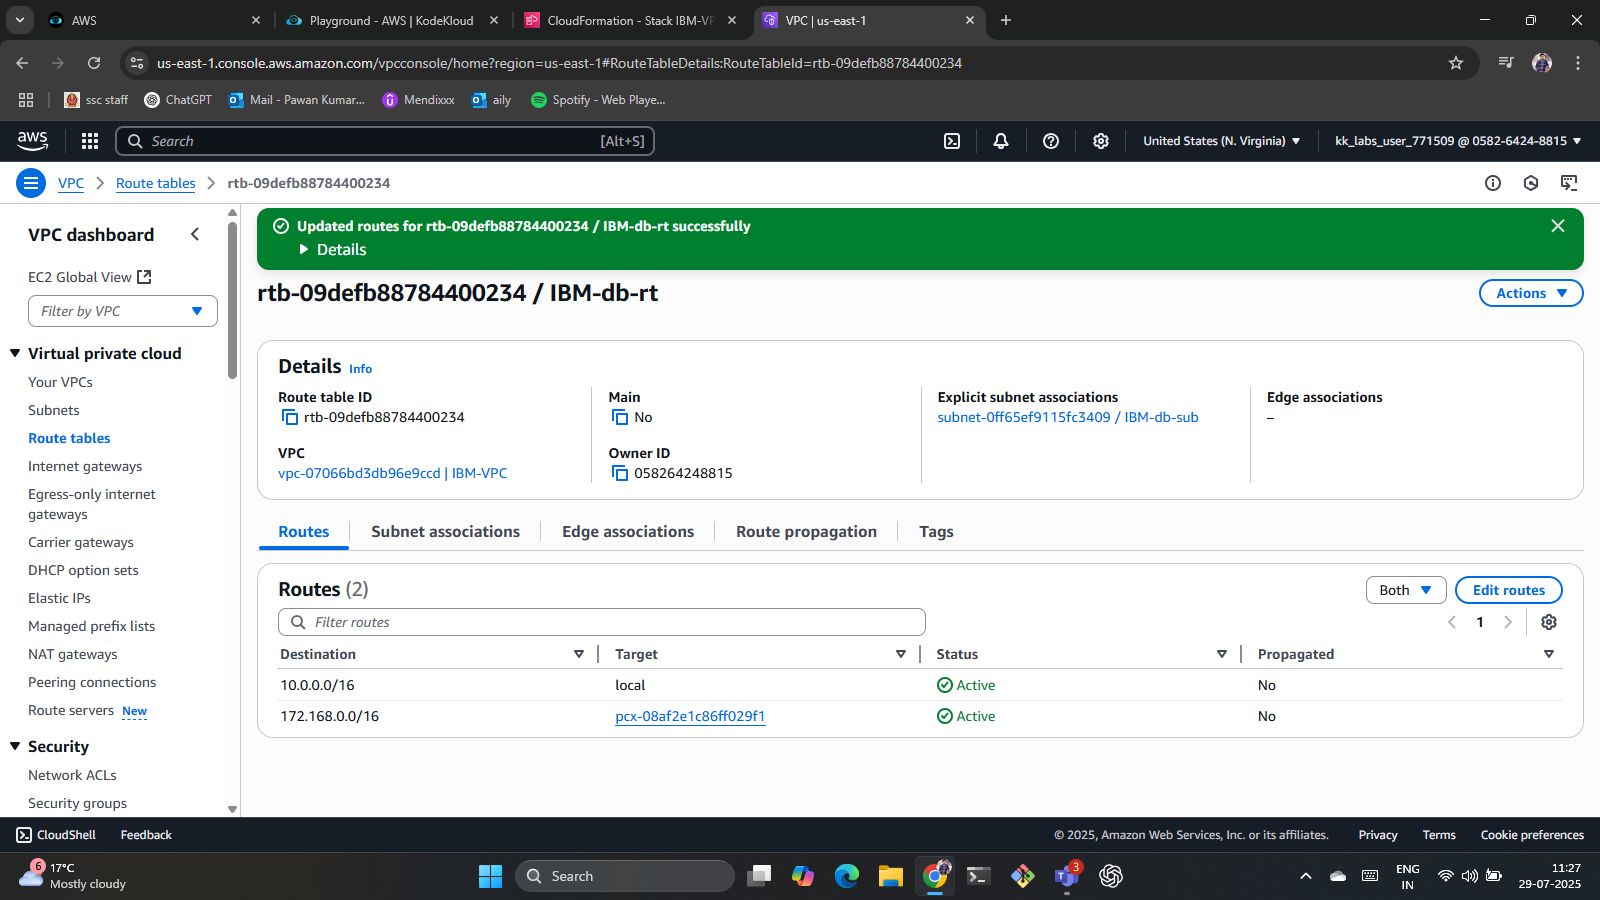 AWS
Playground - AWS | KodeKloud
CloudFormation - Stack IBM-VP
VPC | us-east-1
us-east-1.console.aws.amazon.com/vpcconsole/home?region=us-east-1#RouteTableDetails:RouteTableId=rtb-09defb88784400234
ssc staff
ChatGPT
Mail - Pawan Kumar...
Mendixxx
aily
Spotify - Web Playe...
aws
Search
[Alt+S]
United States (N. Virginia)
kk_labs_user_771509 @ 0582-6424-8815
VPC
Route tables
rtb-09defb88784400234
VPC dashboard
EC2 Global View
Filter by VPC
Virtual private cloud
Your VPCs
Subnets
Route tables
Internet gateways
Egress-only internet
gateways
Carrier gateways
DHCP option sets
Elastic IPs
Managed prefix lists
NAT gateways
Peering connections
Route servers New
Security
Network ACLs
Security groups
Updated routes for rtb-09defb88784400234 / IBM-db-rt successfully
Details
rtb-09defb88784400234 / IBM-db-rt
Actions
Details Info
Route table ID
rtb-09defb88784400234
Main
No
Explicit subnet associations
subnet-0ff65ef9115fc3409 / IBM-db-sub
Edge associations
–
VPC
vpc-07066bd3db96e9ccd | IBM-VPC
Owner ID
058264248815
Routes
Subnet associations
Edge associations
Route propagation
Tags
Routes (2)
Both
Edit routes
Filter routes
1
Destination Target Status Propagated
10.0.0.0/16 local Active No
172.168.0.0/16 pcx-08af2e1c86ff029f1 Active No
CloudShell
Feedback
© 2025, Amazon Web Services, Inc. or its affiliates.
Privacy
Terms
Cookie preferences
6
17°C
Mostly cloudy
Search
3
ENG
IN
11:27
29-07-2025